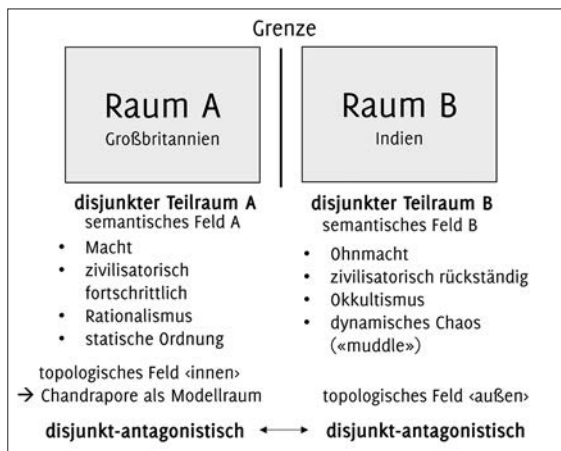 Grenze
Raum A
Großbritannien
disjunkter Teilraum A
semantisches Feld A
• Macht
• zivilisatorisch
fortschrittlich
• Rationalismus
• statische Ordnung
topologisches Feld ‹innen›
→ Chandrapore als Modellraum
disjunkt-antagonistisch
Raum B
Indien
disjunkter Teilraum B
semantisches Feld B
• Ohnmacht
• zivilisatorisch rückständig
• Okkultismus
• dynamisches Chaos
(«muddle»)
topologisches Feld ‹außen›
disjunkt-antagonistisch